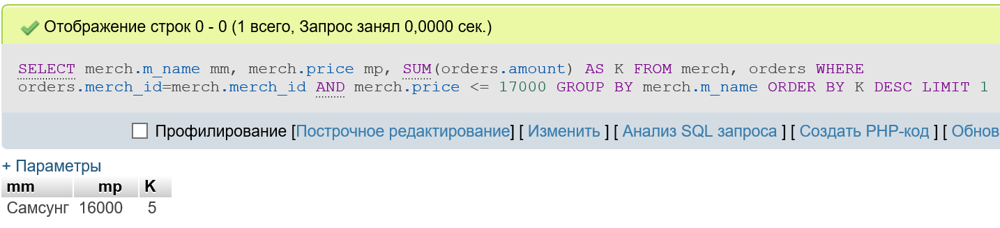 Отображение строк 0 - 0 (1 всего, Запрос занял 0,0000 сек.)
SELECT merch.m_name mm, merch.price mp, SUM(orders.amount) AS K FROM merch, orders WHERE
orders.merch_id=merch.merch_id AND merch.price <= 17000 GROUP BY merch.m_name ORDER BY K DESC LIMIT 1
Профилирование [Построчное редактирование] [ Изменить ] [ Анализ SQL запроса ] [ Создать PHP-код ] [ Обнов
+ Параметры
mm mp K
Самсунг 16000 5